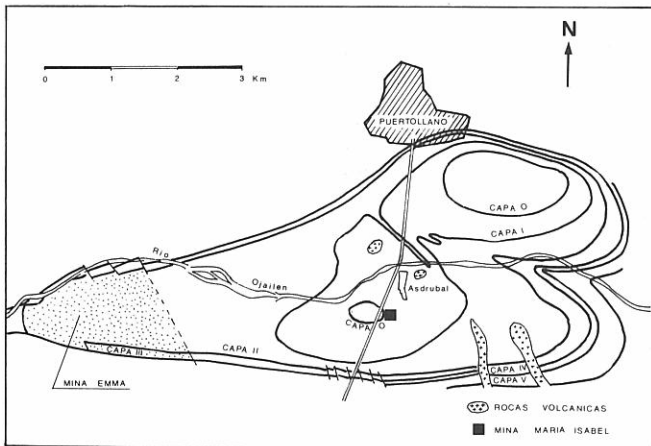 N
0 1 2 3 Km
PUERTOLLANO
CAPA O
CAPA I
Río
Ojailen
Asdrubal
CAPA O
CAPA III
CAPA II
CAPA IV
CAPA V
MINA EMMA
ROCAS VOLCANICAS
MINA MARIA ISABEL